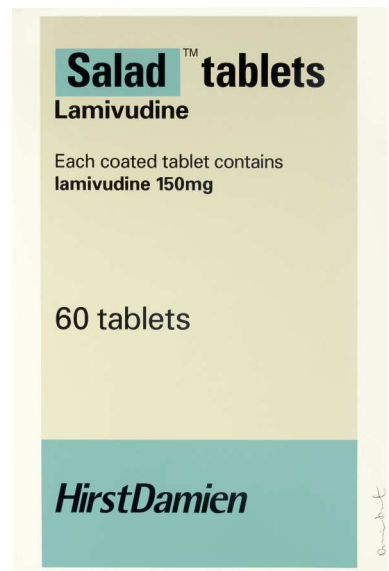 Salad™ tablets
Lamivudine
Each coated tablet contains
lamivudine 150mg
60 tablets
HirstDamien